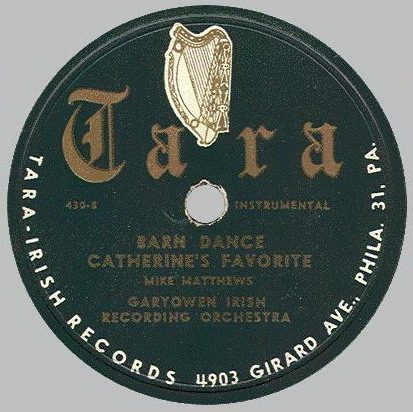 Tara
430-B INSTRUMENTAL
BARN DANCE
CATHERINE'S FAVORITE
MIKE MATTHEWS
GARYOWEN IRISH
RECORDING ORCHESTRA
TARA-IRISH RECORDS 4903 GIRARD AVE., PHILA. 31, PA.